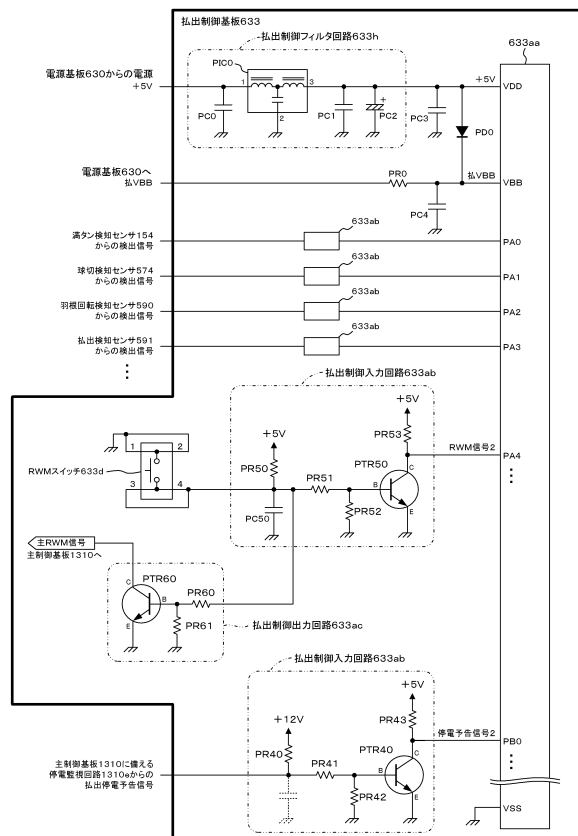 払出制御基板633
払出制御フィルタ回路633h
633aa
PIC0
電源基板630からの電源
+5V
1
3
2
+5V
VDD
PC0
PC1
+
PC2
PC3
PD0
電源基板630へ
払VBB
PR0
払VBB
VBB
PC4
満タン検知センサ154
からの検出信号
633ab
PA0
球切検知センサ574
からの検出信号
633ab
PA1
羽根回転検知センサ590
からの検出信号
633ab
PA2
払出検知センサ591
からの検出信号
633ab
PA3
払出制御入力回路633ab
+5V
+5V
PR53
RWM信号2
PA4
1
2
RWMスイッチ633d
3
4
PR50
PR51
PTR50
B
C
E
PC50
PR52
主RWM信号
主制御基板1310へ
PTR60
C
B
E
PR60
PR61
払出制御出力回路633ac
払出制御入力回路633ab
+5V
+12V
PR43
停電予告信号2
PB0
PR40
PR41
PTR40
B
C
E
主制御基板1310に備える
停電監視回路1310eからの
払出停電予告信号
PR42
VSS